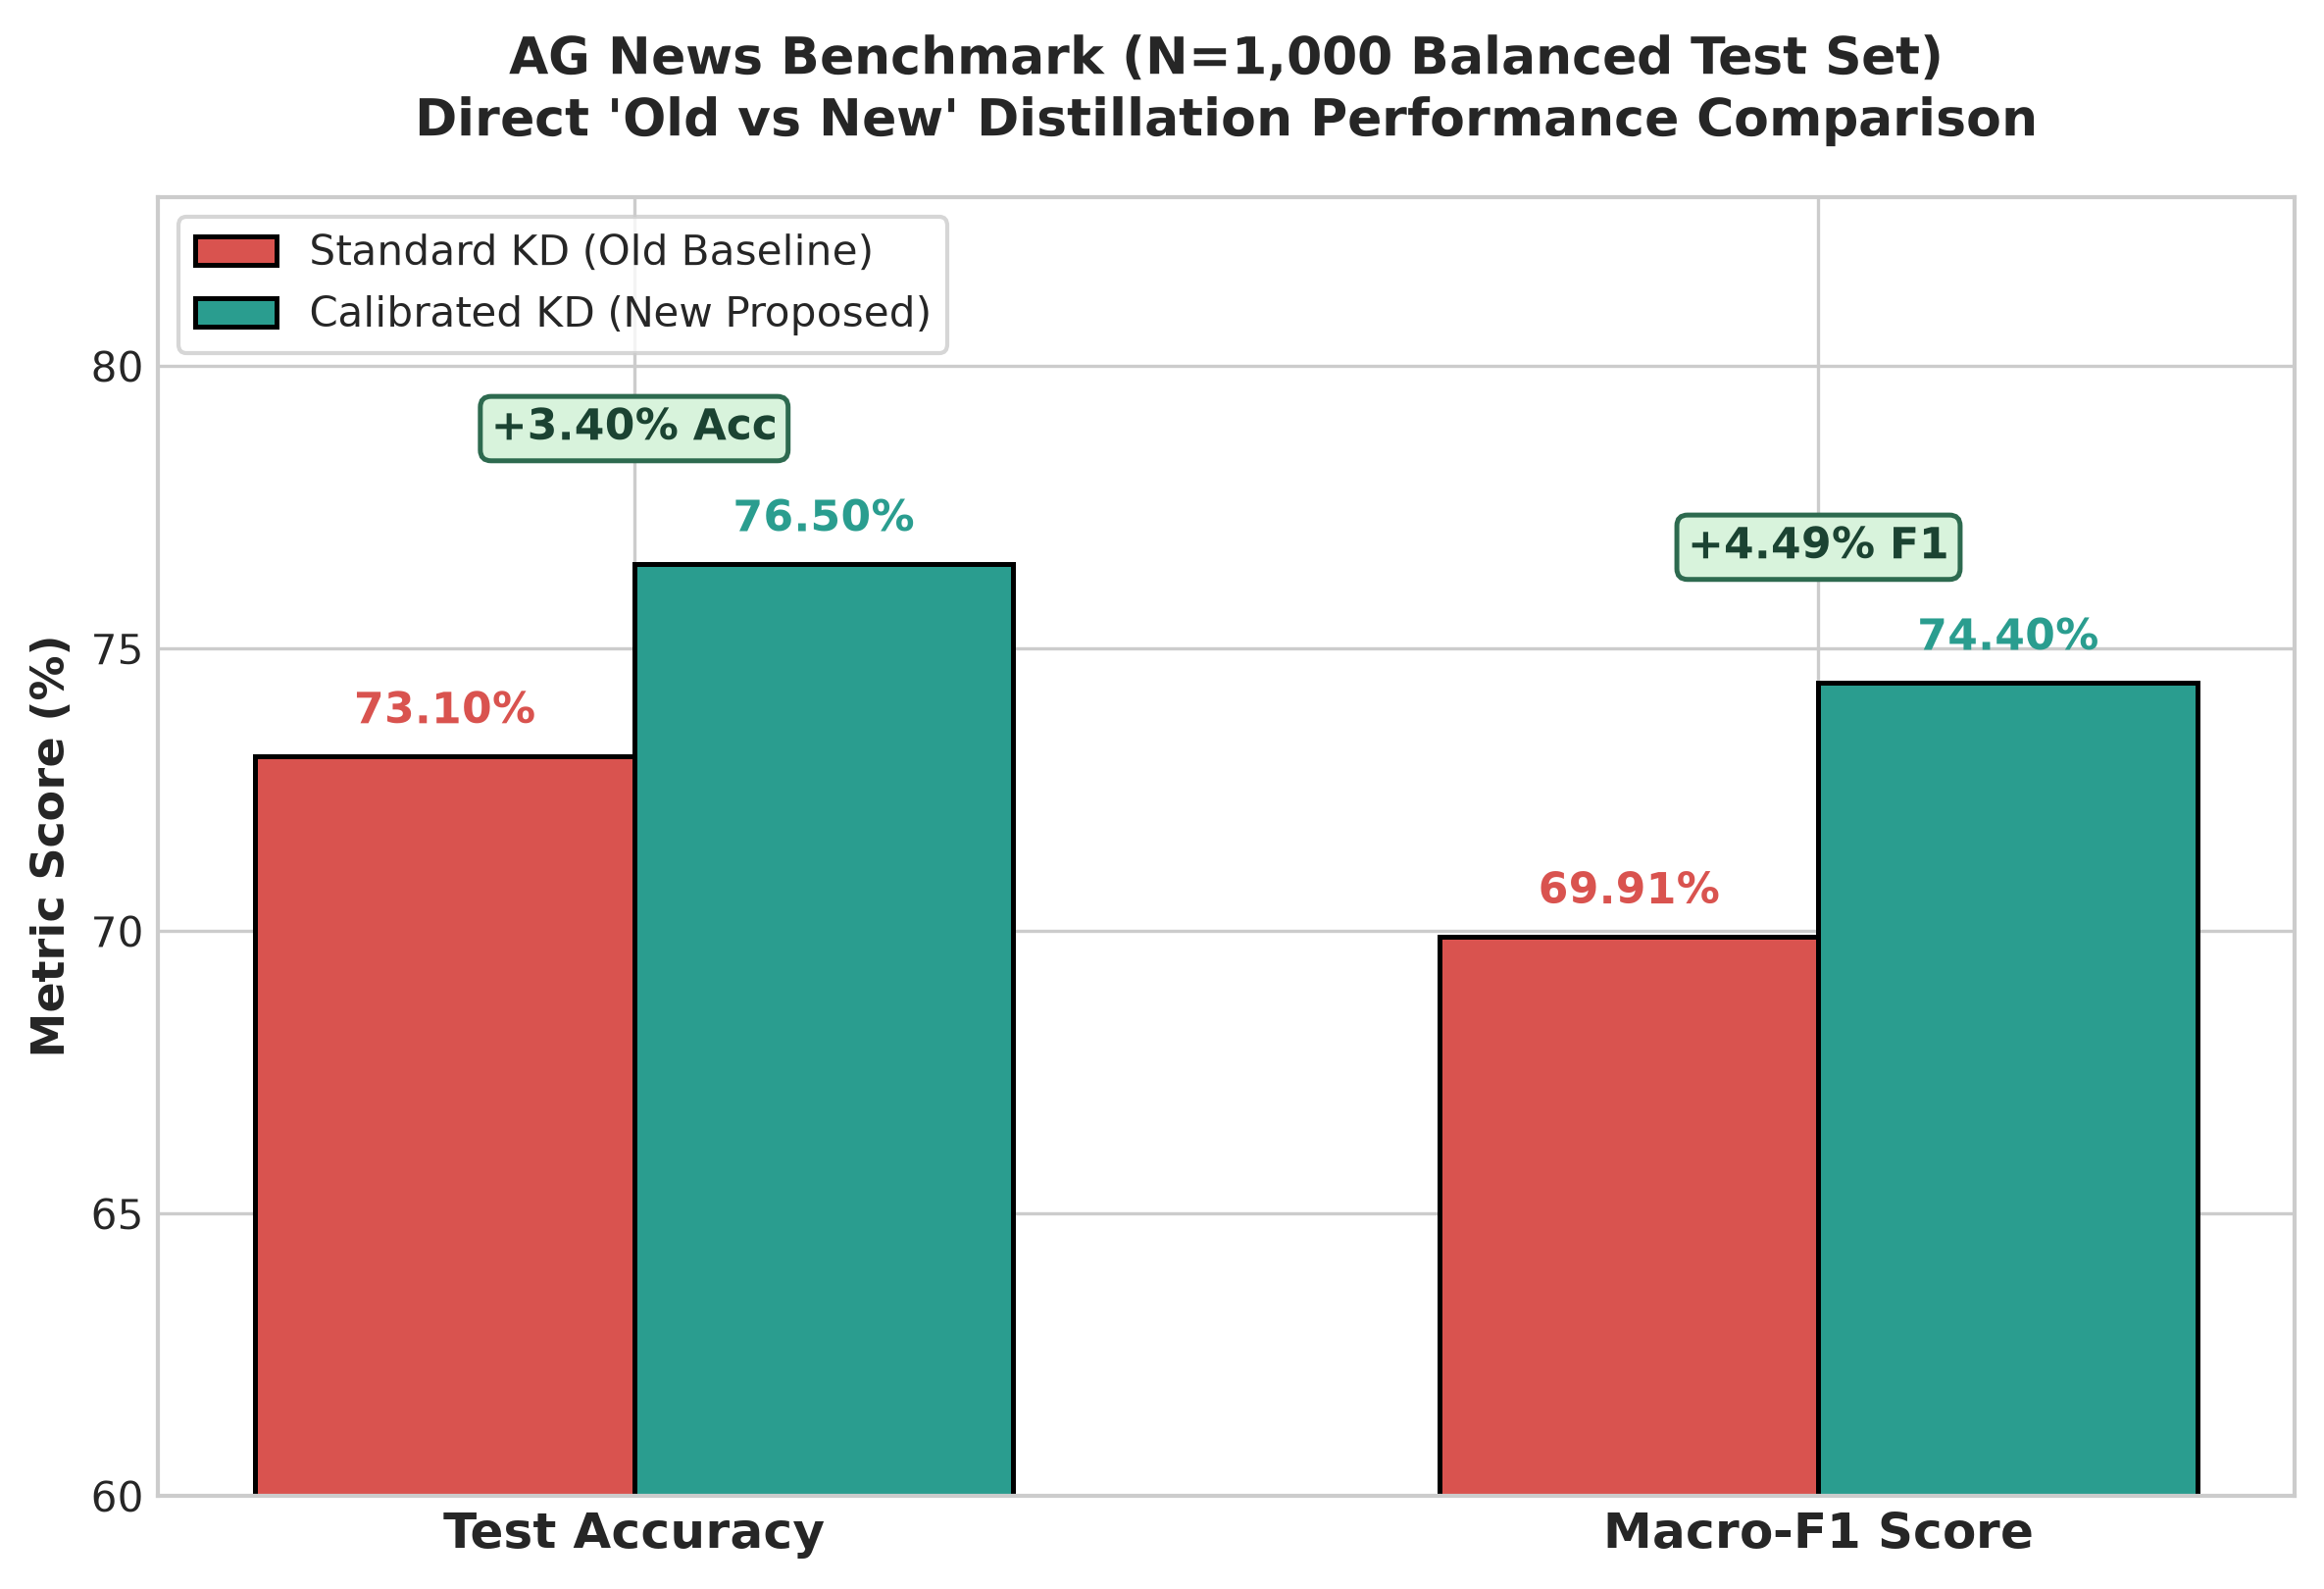 AG News Benchmark (N=1,000 Balanced Test Set)
Direct 'Old vs New' Distillation Performance Comparison
Standard KD (Old Baseline)
Calibrated KD (New Proposed)
80
+3.40% Acc
76.50%
+4.49% F1
74.40%
75
73.10%
69.91%
70
65
60
Metric Score (%)
Test Accuracy
Macro-F1 Score